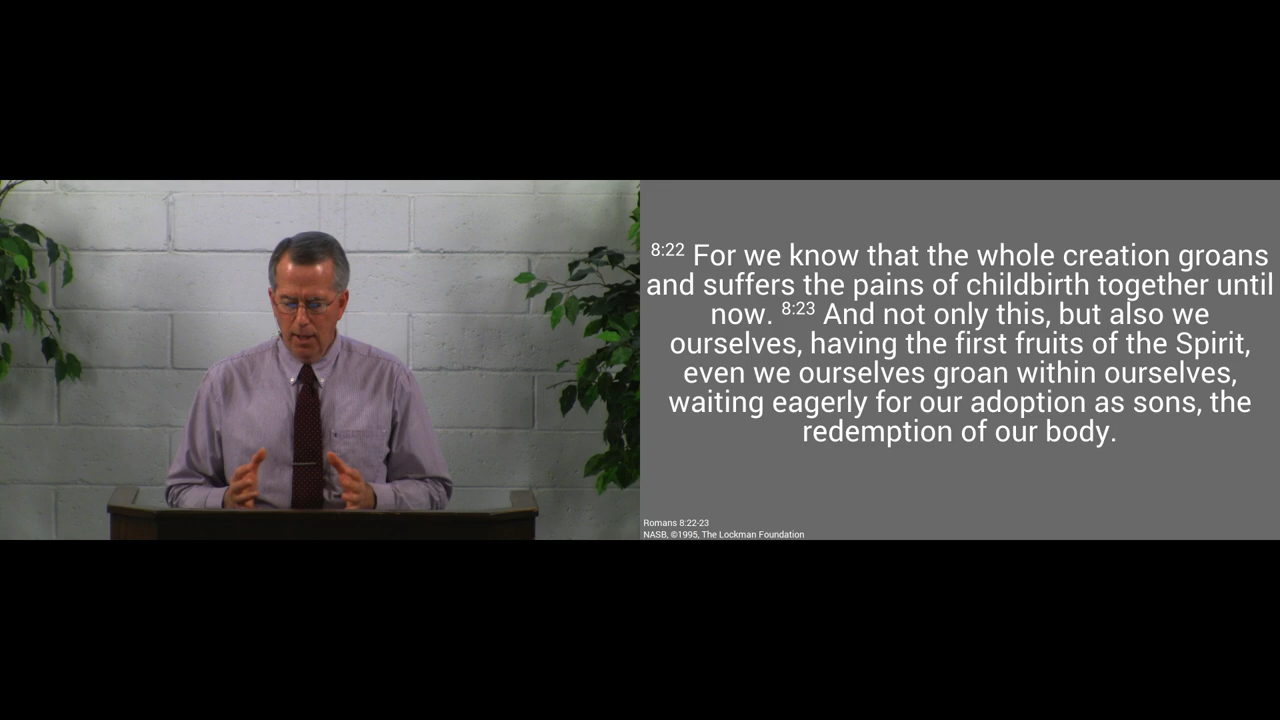 8:22 For we know that the whole creation groans
and suffers the pains of childbirth together until
now. 8:23 And not only this, but also we
ourselves, having the first fruits of the Spirit,
even we ourselves groan within ourselves,
waiting eagerly for our adoption as sons, the
redemption of our body.
Romans 8:22-23
NASB, ©1995, The Lockman Foundation